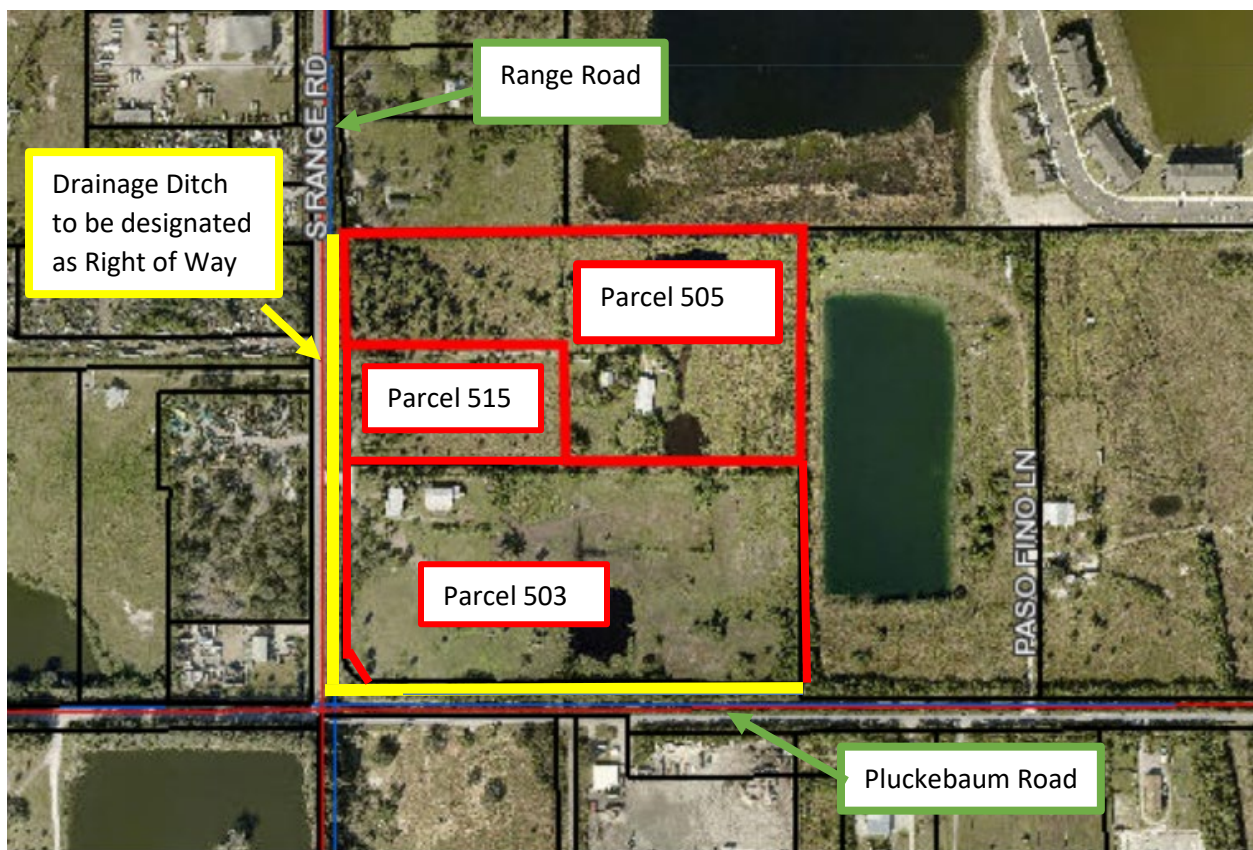 Range Road
S RANGE RD
Drainage Ditch
to be designated
as Right of Way
Parcel 505
Parcel 515
Parcel 503
PASO FINO LN
Pluckebaum Road